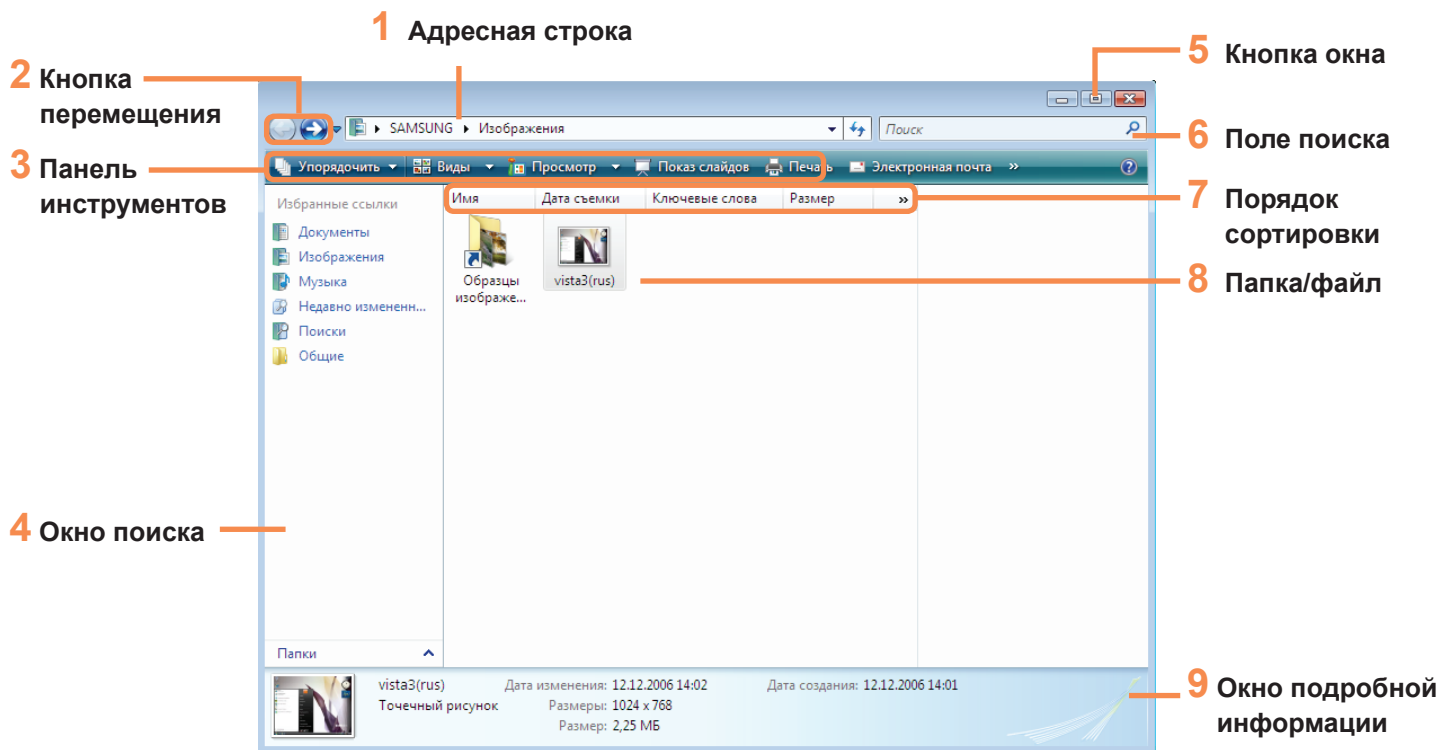 1 Адресная строка
2 Кнопка
перемещения
5 Кнопка окна
SAMSUNG Изображения
Поиск
6 Поле поиска
3 Панель
инструментов
Упорядочить Виды Просмотр Показ слайдов Печать Электронная почта »
Избранные ссылки
Документы
Изображения
Музыка
Недавно измененн...
Поиски
Общие
Имя Дата съемки Ключевые слова Размер »
7 Порядок
сортировки
Образцы
изображе...
vista3(rus)
8 Папка/файл
4 Окно поиска
Папки
vista3(rus) Дата изменения: 12.12.2006 14:02 Дата создания: 12.12.2006 14:01
Точечный рисунок Размеры: 1024 x 768
Размер: 2,25 МБ
9 Окно подробной
информации